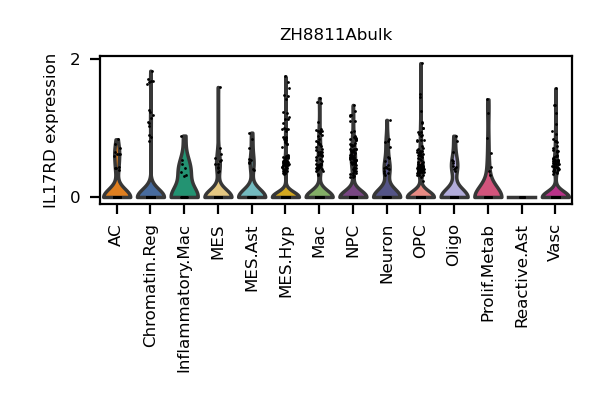 ZH8811Abulk
IL17RD expression
2
0
AC
Chromatin.Reg
Inflammatory.Mac
MES
MES.Ast
MES.Hyp
Mac
NPC
Neuron
OPC
Oligo
Prolif.Metab
Reactive.Ast
Vasc